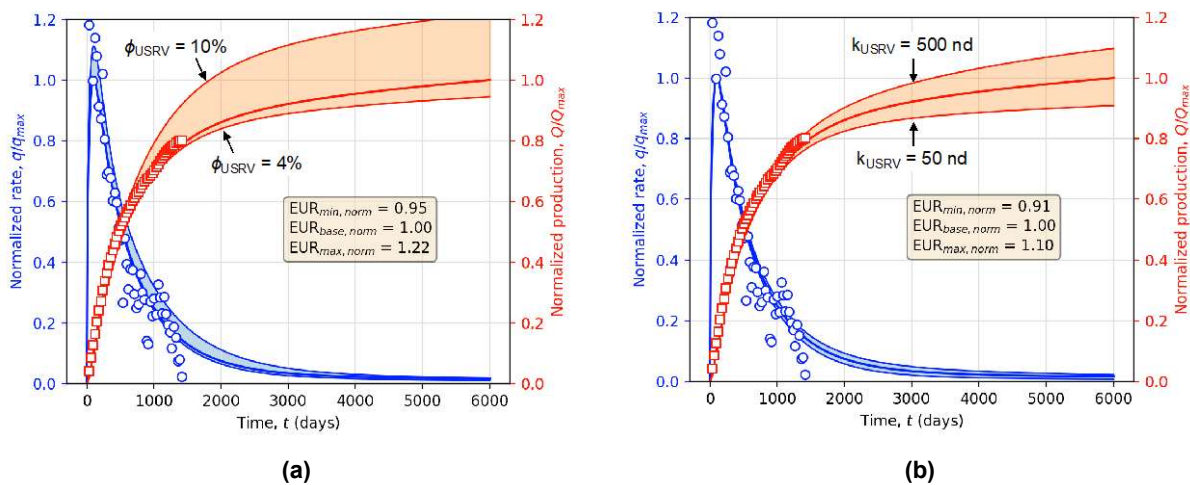 1.2
1.0
0.8
0.6
0.4
0.2
0.0
Normalized rate, q/q_max
ϕ_USRV = 10%
ϕ_USRV = 4%
EUR_min, norm = 0.95
EUR_base, norm = 1.00
EUR_max, norm = 1.22
1.2
1.0
0.8
0.6
0.4
0.2
0.0
Normalized production, Q/Q_max
0 1000 2000 3000 4000 5000 6000
Time, t (days)
(a)
1.2
1.0
0.8
0.6
0.4
0.2
0.0
Normalized rate, q/q_max
k_USRV = 500 nd
k_USRV = 50 nd
EUR_min, norm = 0.91
EUR_base, norm = 1.00
EUR_max, norm = 1.10
1.2
1.0
0.8
0.6
0.4
0.2
0.0
Normalized production, Q/Q_max
0 1000 2000 3000 4000 5000 6000
Time, t (days)
(b)